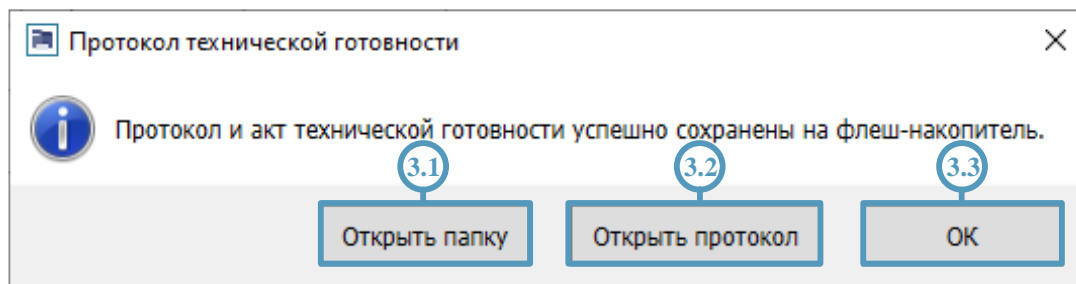 Протокол технической готовности
Протокол и акт технической готовности успешно сохранены на флеш-накопитель.
3.1 3.2 3.3
Открыть папку Открыть протокол ОК